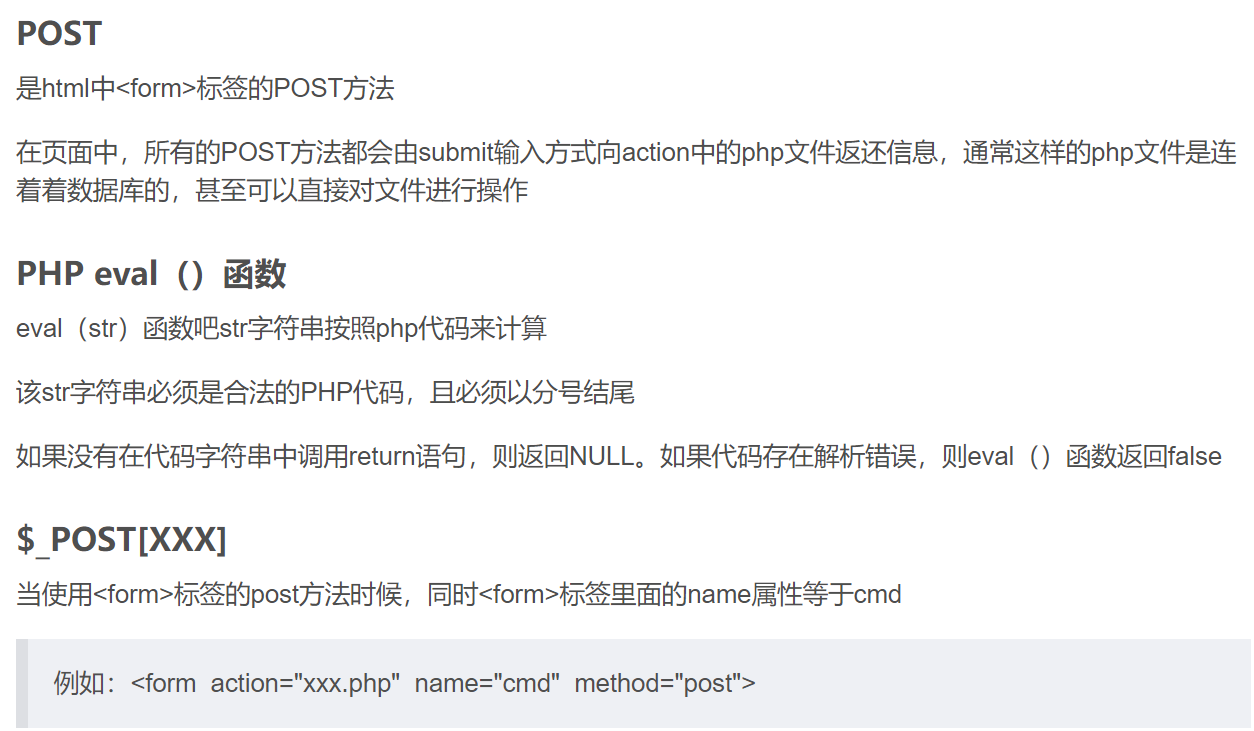 POST
是html中<form>标签的POST方法
在页面中，所有的POST方法都会由submit输入方式向action中的php文件返还信息，通常这样的php文件是连
着着数据库的，甚至可以直接对文件进行操作
PHP eval（）函数
eval（str）函数吧str字符串按照php代码来计算
该str字符串必须是合法的PHP代码，且必须以分号结尾
如果没有在代码字符串中调用return语句，则返回NULL。如果代码存在解析错误，则eval（）函数返回false
$_POST[XXX]
当使用<form>标签的post方法时候，同时<form>标签里面的name属性等于cmd
例如：<form  action="xxx.php"  name="cmd"  method="post">